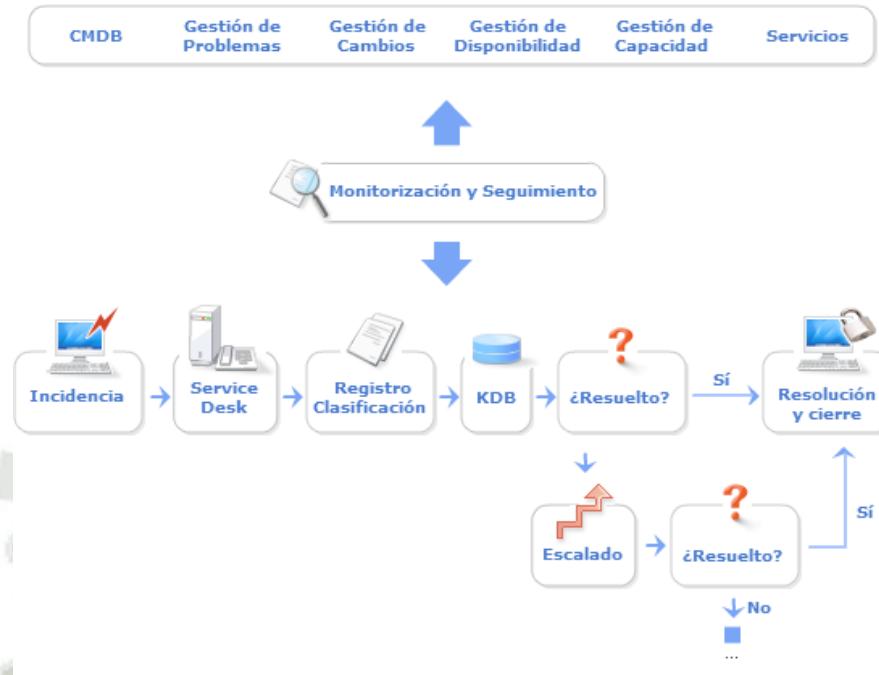 CMDB
Gestión de
Problemas
Gestión de
Cambios
Gestión de
Disponibilidad
Gestión de
Capacidad
Servicios
Monitorización y Seguimiento
Incidencia
Service
Desk
Registro
Clasificación
KDB
¿Resuelto?
Sí
Resolución
y cierre
Escalado
¿Resuelto?
Sí
No
...